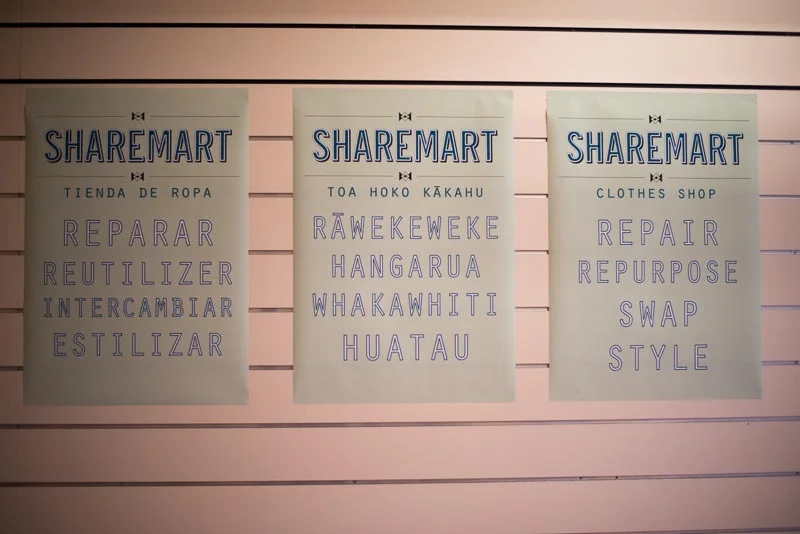 SHAREMART
TIENDA DE ROPA
REPARAR
REUTILIZER
INTERCAMBIAR
ESTILIZAR
SHAREMART
TOA HOKO KĀKAHU
RĀWEKEWEKE
HANGARUA
WHAKAWHITI
HUATAU
SHAREMART
CLOTHES SHOP
REPAIR
REPURPOSE
SWAP
STYLE